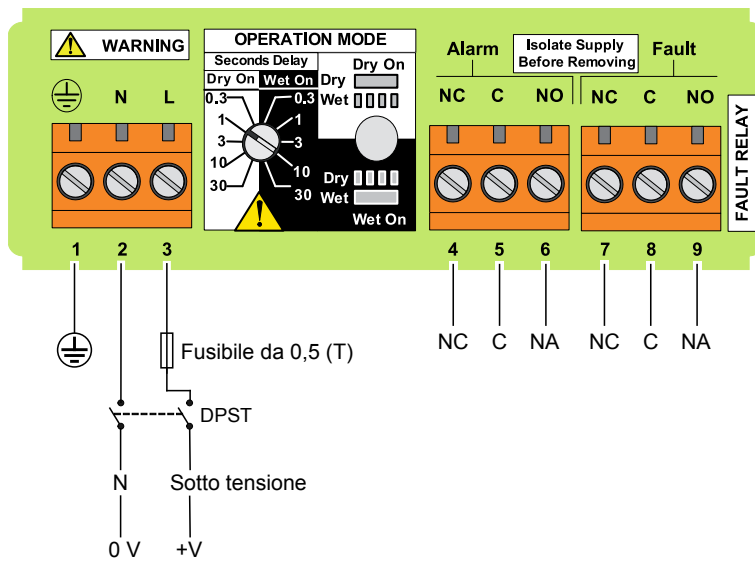 WARNING
N L
OPERATION MODE
Seconds Delay
Dry On Wet On
0.3 0.3
1 1
3 3
10 10
30 30
Dry On
Dry
Wet
Dry
Wet
Wet On
Alarm
Isolate Supply
Before Removing
Fault
NC C NO NC C NO
FAULT RELAY
1 2 3 4 5 6 7 8 9
NC C NA NC C NA
Fusibile da 0,5 (T)
DPST
N Sotto tensione
0 V +V